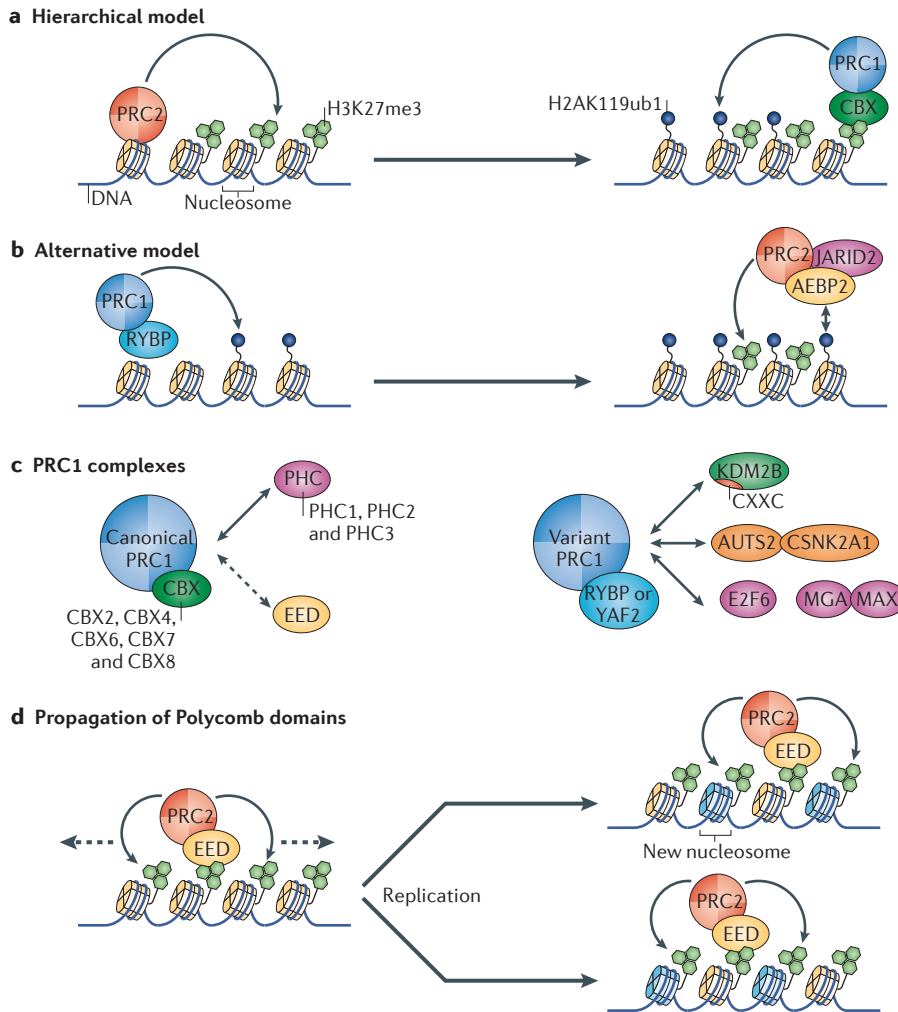 a Hierarchical model
PRC2
H3K27me3
DNA
Nucleosome
H2AK119ub1
PRC1
CBX
b Alternative model
PRC1
RYBP
PRC2
JARID2
AEBP2
c PRC1 complexes
Canonical
PRC1
CBX
CBX2, CBX4,
CBX6, CBX7
and CBX8
PHC
PHC1, PHC2
and PHC3
EED
Variant
PRC1
RYBP or
YAF2
KDM2B
CXXC
AUTS2
CSNK2A1
E2F6
MGA
MAX
d Propagation of Polycomb domains
PRC2
EED
Replication
PRC2
EED
New nucleosome
PRC2
EED